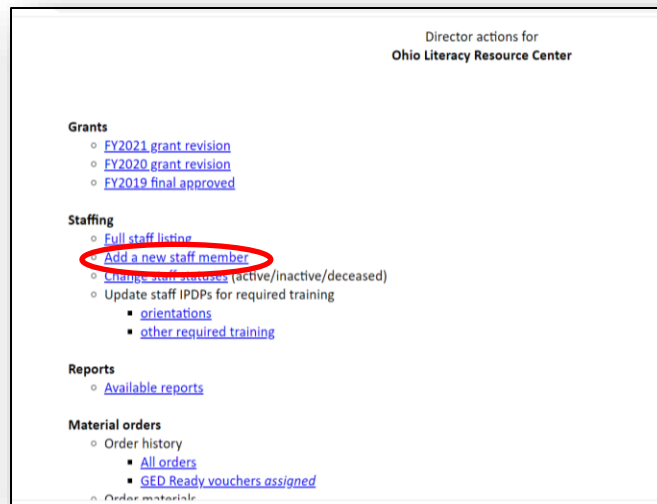 Director actions for
Ohio Literacy Resource Center
Grants
FY2021 grant revision
FY2020 grant revision
FY2019 final approved
Staffing
Full staff listing
Add a new staff member
Change staff statuses (active/inactive/deceased)
Update staff IPDPs for required training
orientations
other required training
Reports
Available reports
Material orders
Order history
All orders
GED Ready vouchers assigned
Order materials